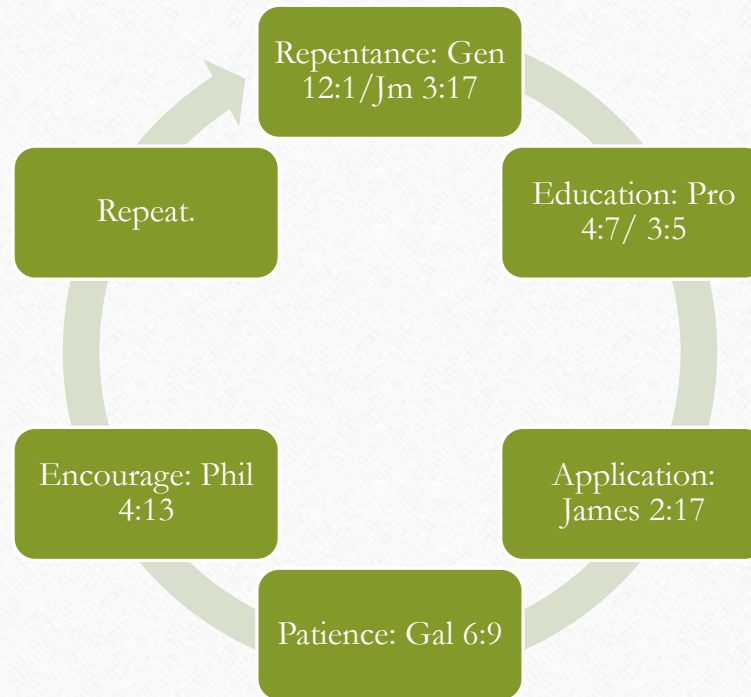 Repentance: Gen
12:1/Jm 3:17
Education: Pro
4:7/ 3:5
Application:
James 2:17
Patience: Gal 6:9
Encourage: Phil
4:13
Repeat.